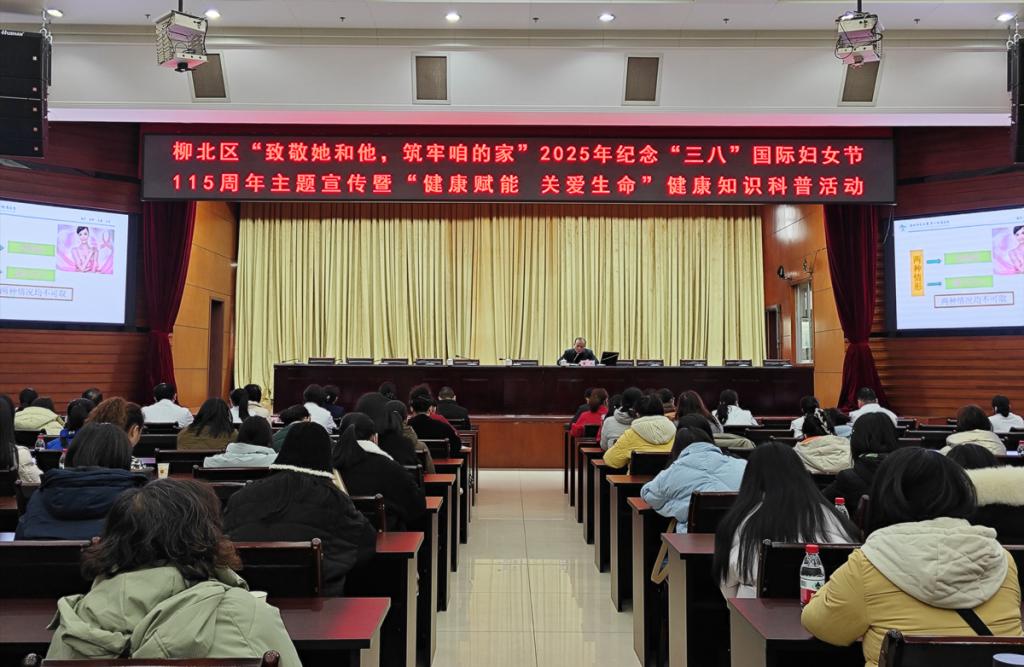 柳北区“致敬她和他，筑牢咱的家”2025年纪念“三八”国际妇女节
115周年主题宣传暨“健康赋能 关爱生命”健康知识科普活动
两种情况均不可取
两种情形
两种情况均不可取